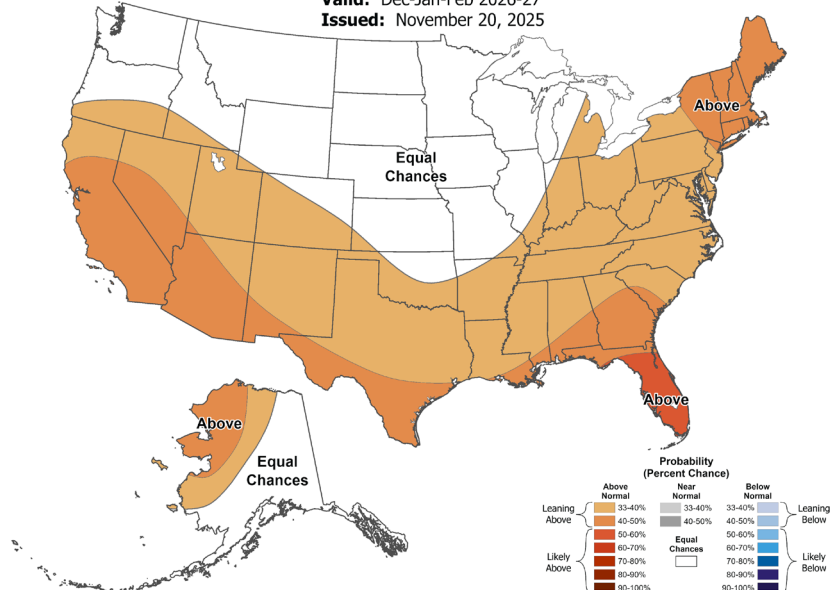 Valid: Dec-Jan-Feb 2026-27
Issued: November 20, 2025
Above
Equal
Chances
Above
Above
Equal
Chances
Probability
(Percent Chance)
Above
Normal
Near
Normal
Below
Normal
Leaning
Above
33-40%
40-50%
Likely
Above
50-60%
60-70%
70-80%
80-90%
90-100%
33-40%
40-50%
Equal
Chances
33-40%
40-50%
Leaning
Below
50-60%
60-70%
70-80%
80-90%
90-100%
Likely
Below